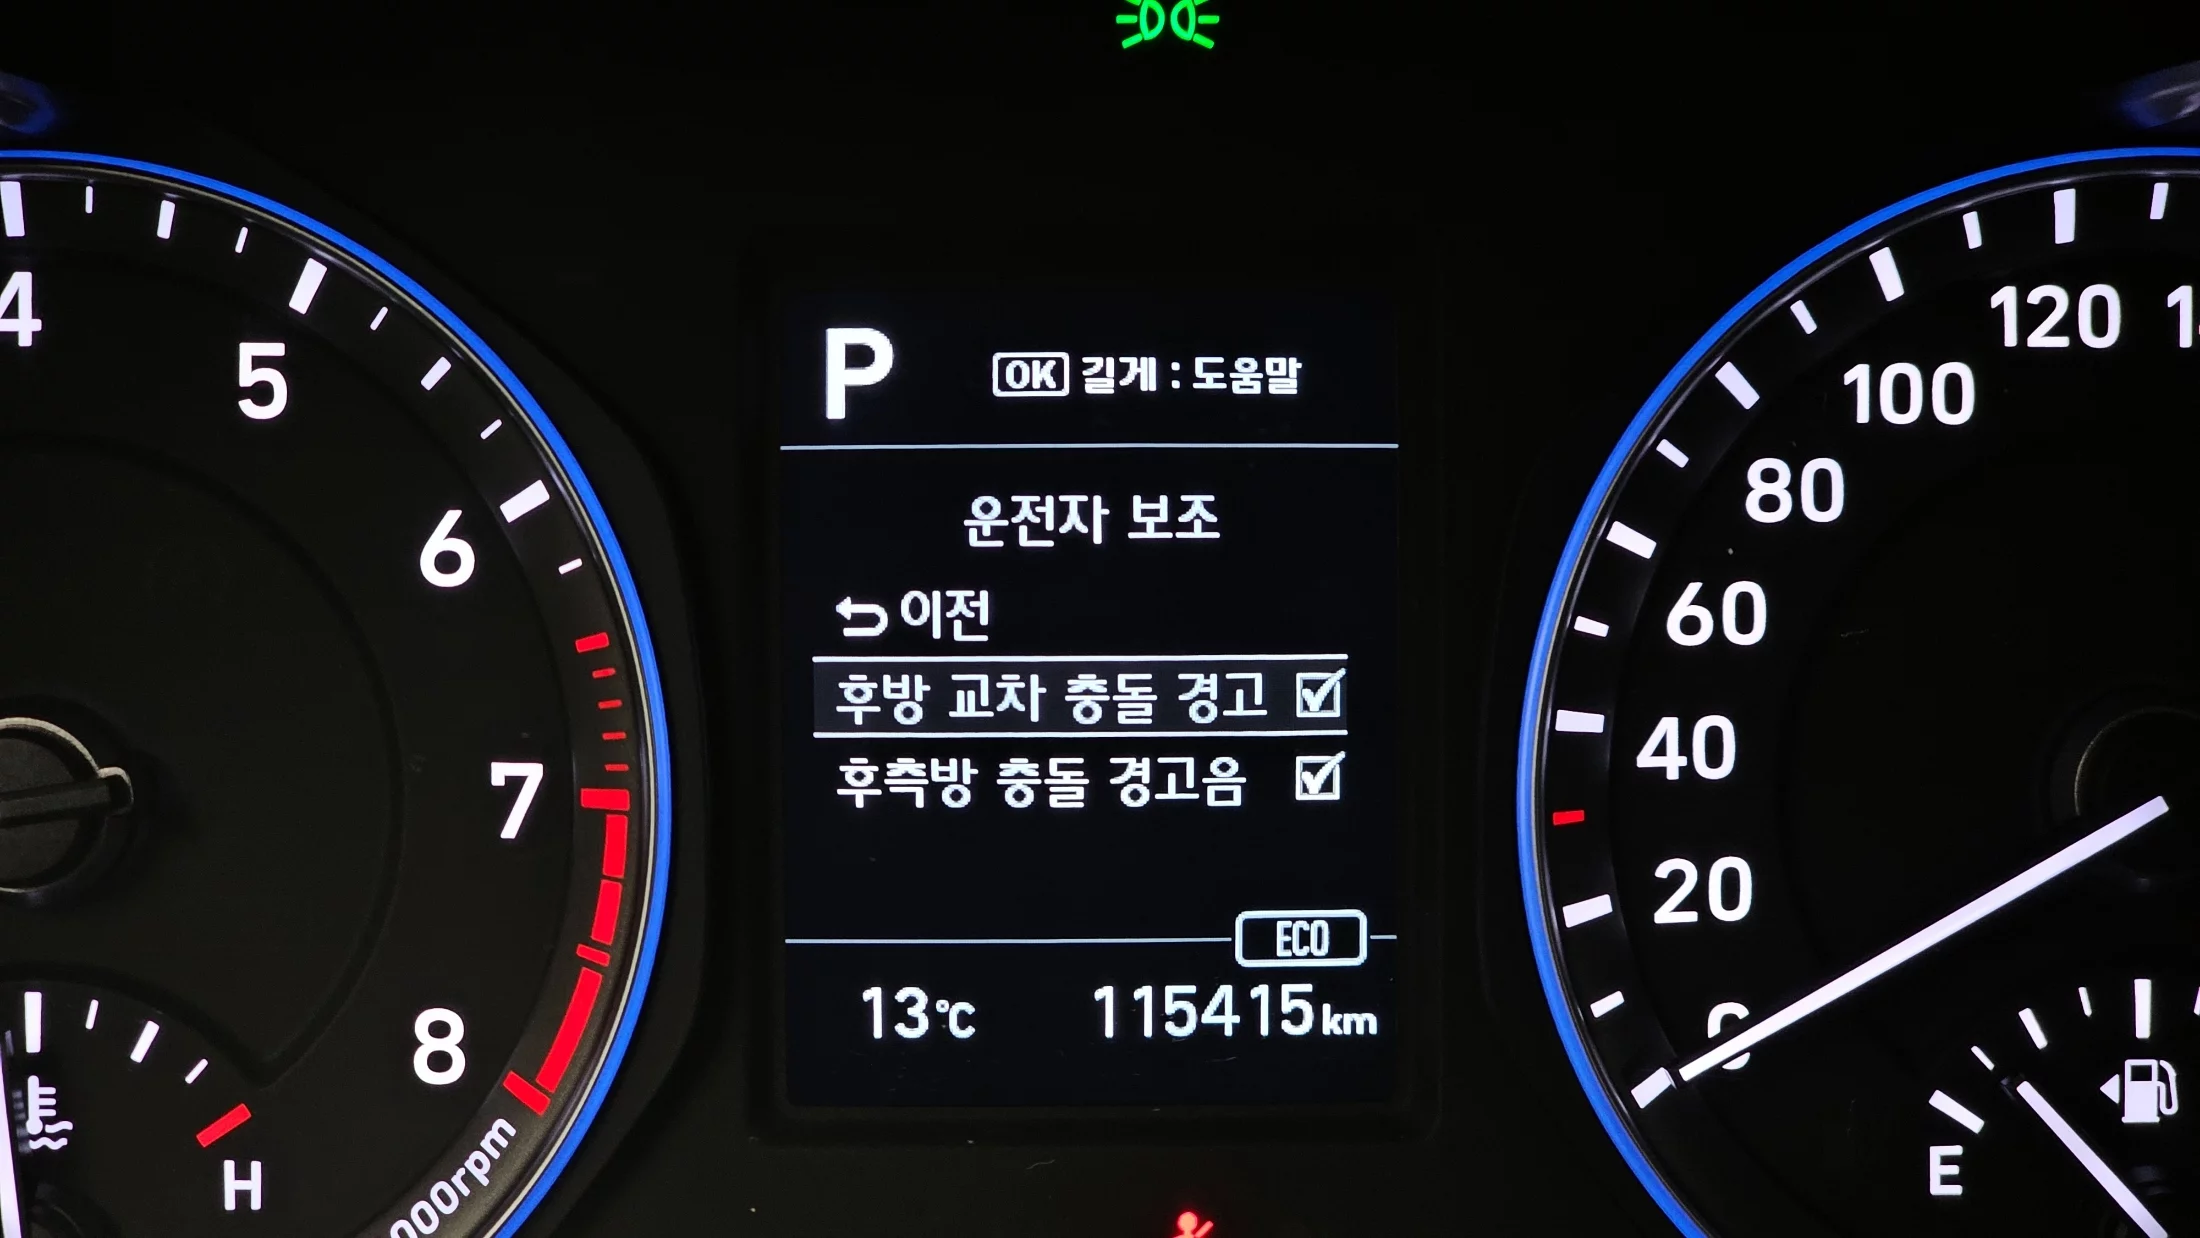 P
OK 길게 : 도움말
운전자 보조
이전
후방 교차 충돌 경고
후측방 충돌 경고음
ECO
13℃ 115415km
4
5
6
7
8
000rpm
H
120
100
80
60
40
20
0
E